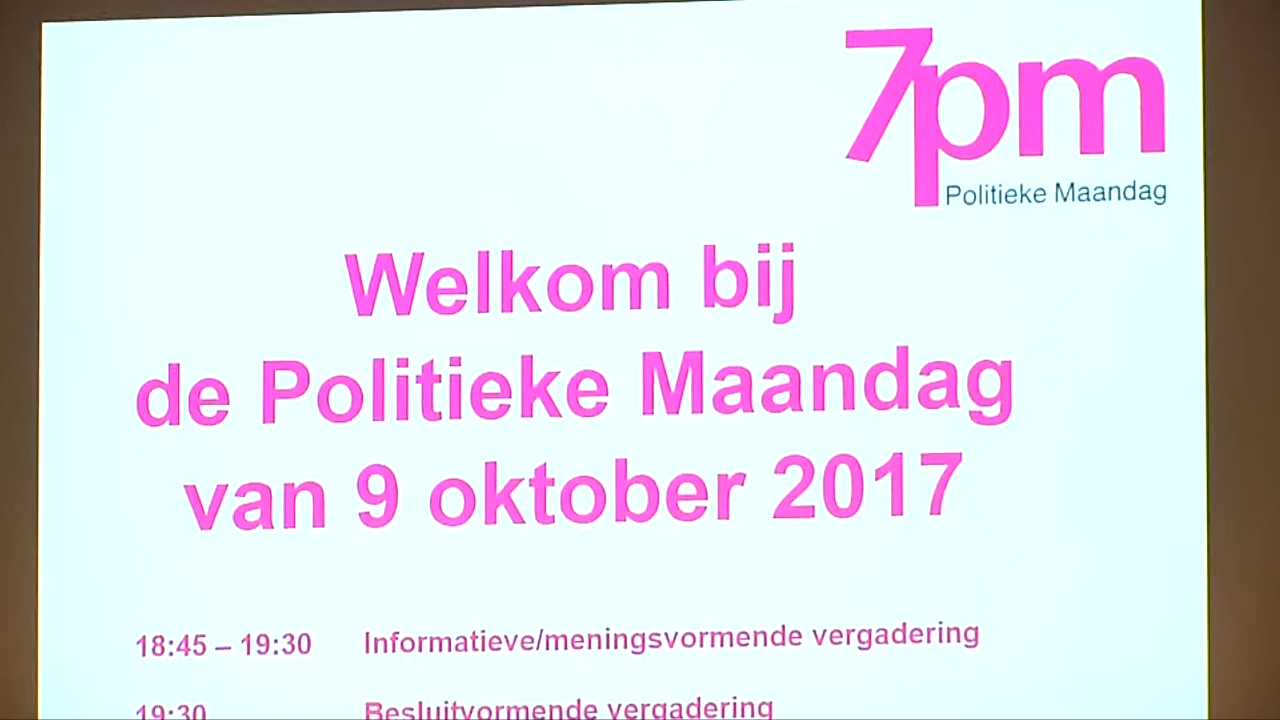 7pm
Politieke Maandag
Welkom bij
de Politieke Maandag
van 9 oktober 2017
18:45 – 19:30 Informatieve/meningsvormende vergadering
19:30 Besluitvormende vergadering